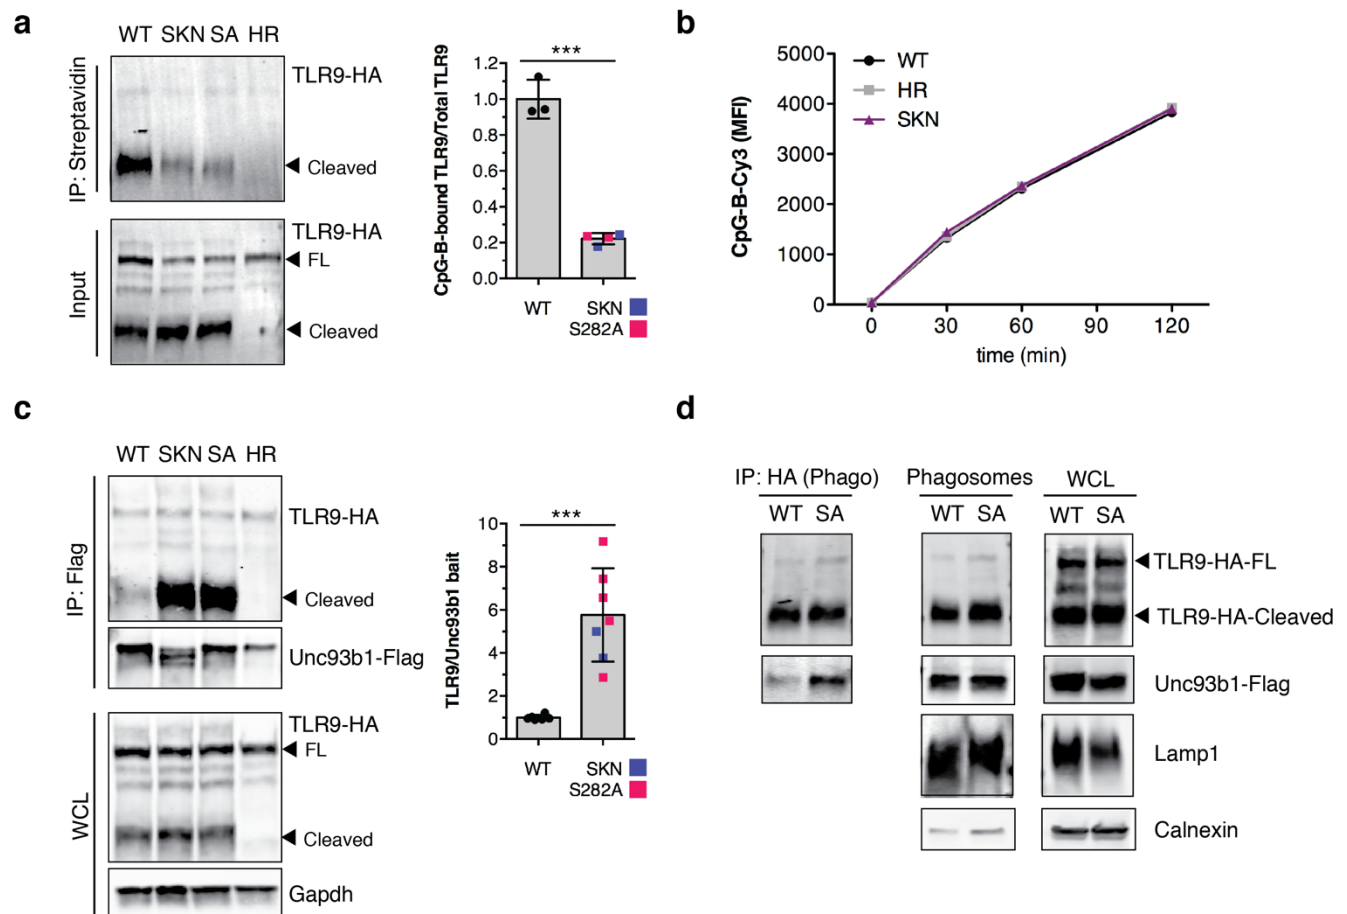 a
WT SKN SA HR
IP: Streptavidin
TLR9-HA
Cleaved
Input
TLR9-HA
FL
Cleaved
CpG-B-bound TLR9/Total TLR9
***
1.2
1.0
0.8
0.6
0.4
0.2
0.0
WT SKN
S282A
b
CpG-B-Cy3 (MFI)
5000
4000
3000
2000
1000
0
WT
HR
SKN
0 30 60 90 120
time (min)
c
WT SKN SA HR
IP: Flag
TLR9-HA
Cleaved
Unc93b1-Flag
WCL
TLR9-HA
FL
Cleaved
Gapdh
TLR9/Unc93b1 bait
***
10
8
6
4
2
0
WT SKN
S282A
d
IP: HA (Phago) Phagosomes WCL
WT SA WT SA WT SA
TLR9-HA-FL
TLR9-HA-Cleaved
Unc93b1-Flag
Lamp1
Calnexin